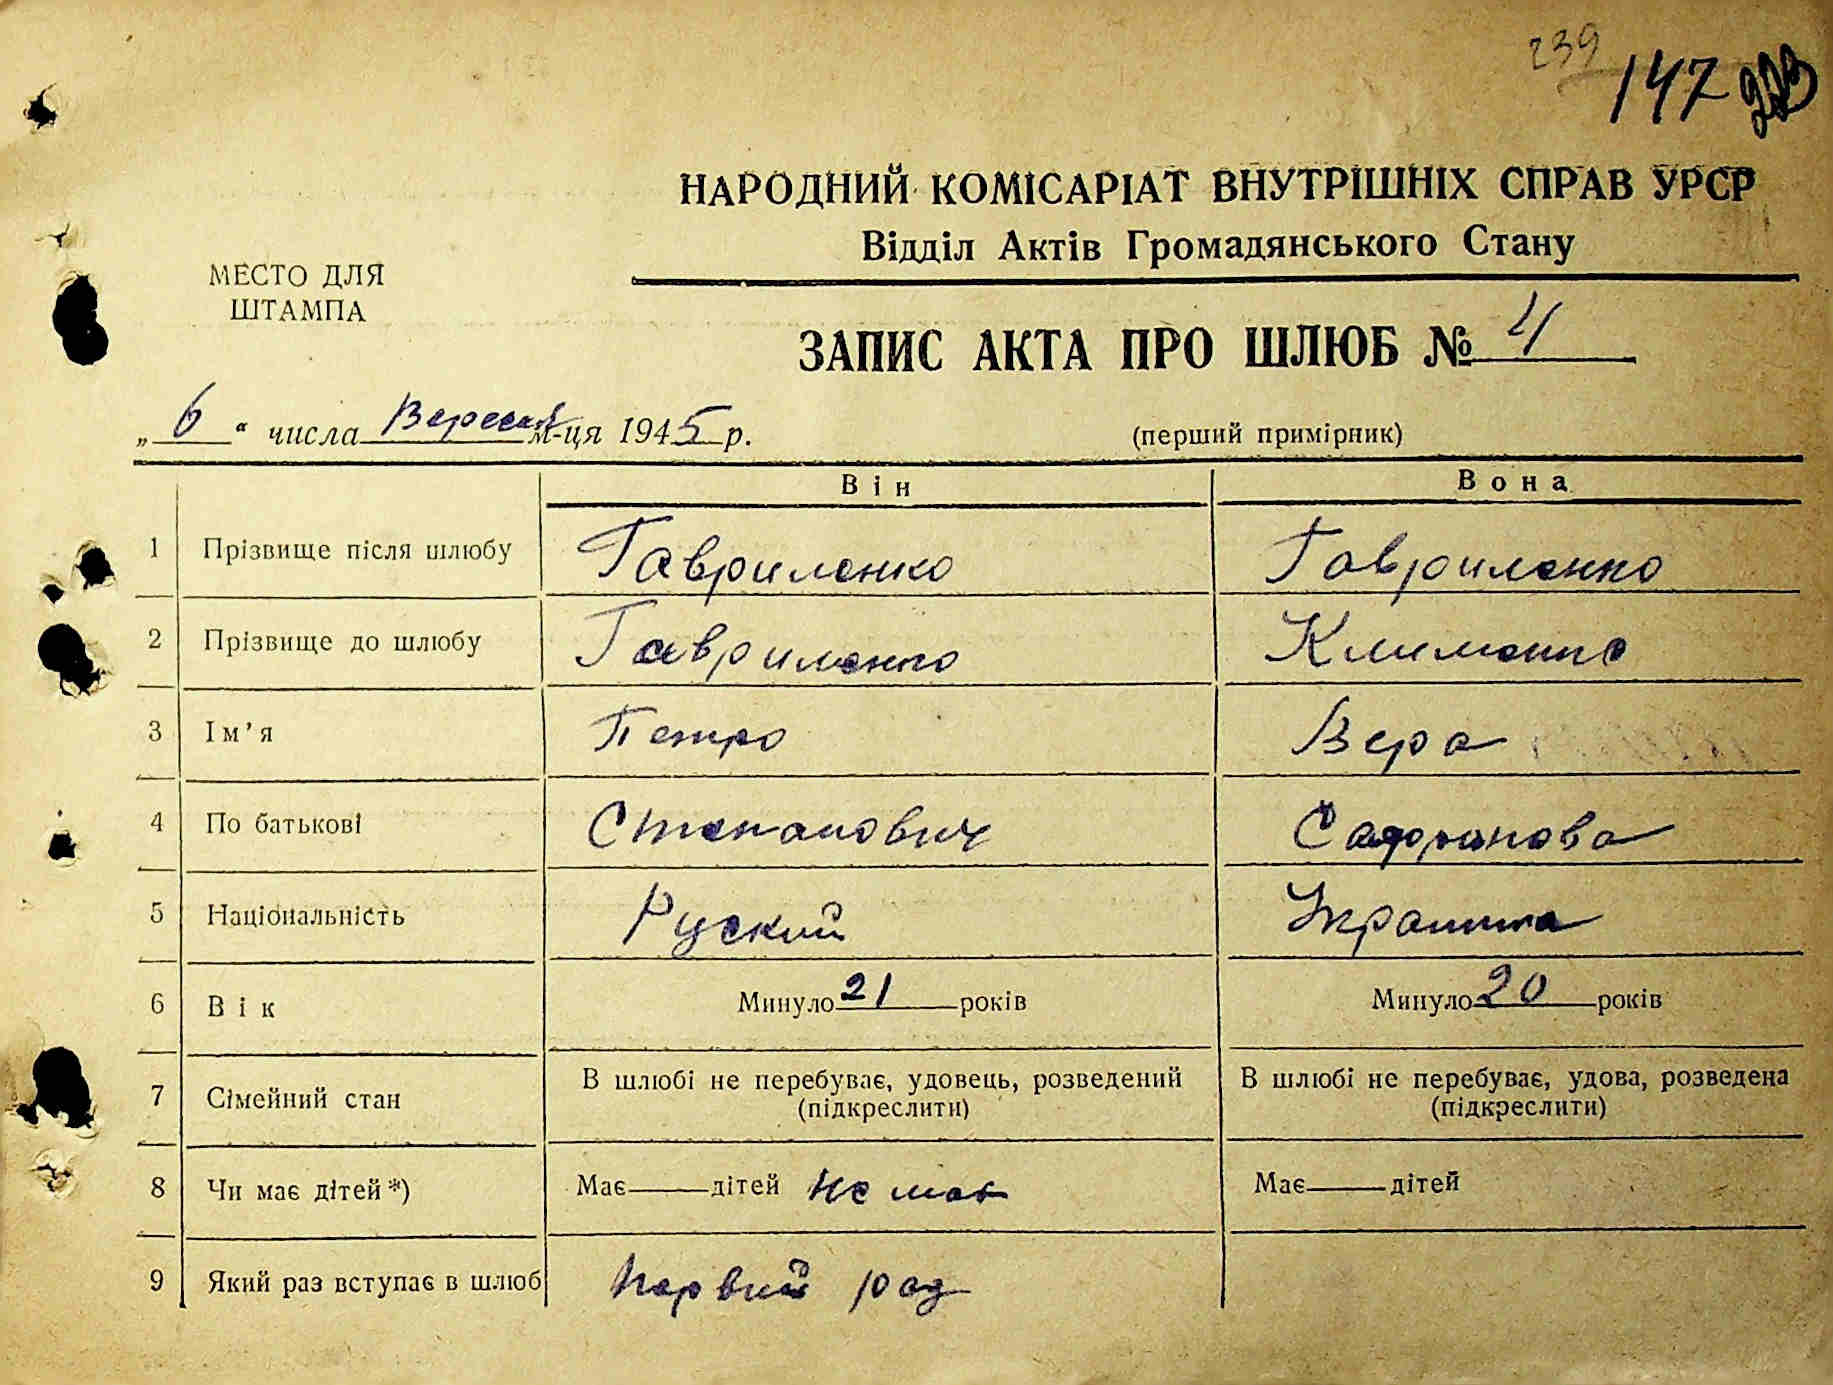 239 147 223
НАРОДНИЙ КОМІСАРІАТ ВНУТРІШНІХ СПРАВ УРСР
Відділ Актів Громадянського Стану
МЕСТО ДЛЯ
ШТАМПА
ЗАПИС АКТА ПРО ШЛЮБ № 4
„6“ числа Вересня м-ця 1945 р.
(перший примірник)
Він Вона
1 Прізвище після шлюбу Гавриленко Гавриленко
2 Прізвище до шлюбу Гавриленко Клименко
3 Ім'я Петро Вера
4 По батькові Степанович Сафронова
5 Національність Руский Украинка
6 Вік Минуло 21 років Минуло 20 років
7 Сімейний стан В шлюбі не перебуває, удовець, розведений (підкреслити) В шлюбі не перебуває, удова, розведена (підкреслити)
8 Чи має дітей*) Має дітей не має Має дітей
9 Який раз вступає в шлюб Первий раз